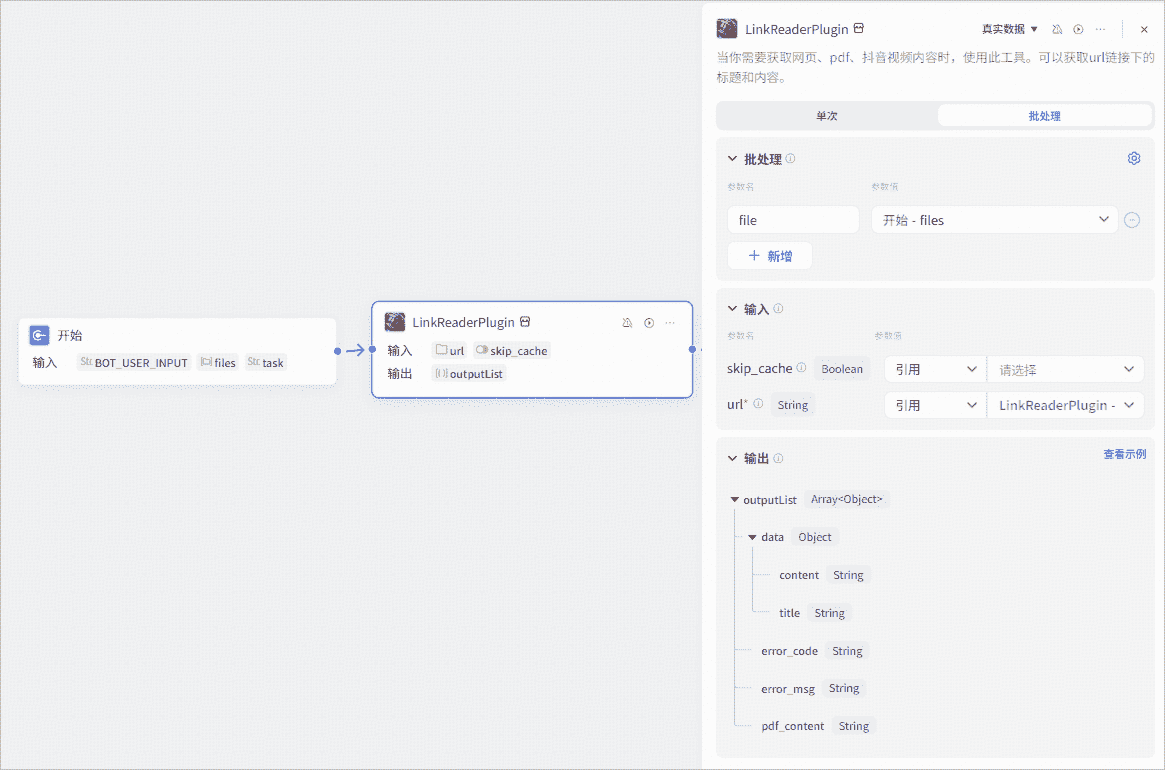 LinkReaderPlugin
真实数据
当你需要获取网页、pdf、抖音视频内容时，使用此工具。可以获取url链接下的
标题和内容。
单次
批处理
批处理
参数名
参数值
file
开始 - files
新增
输入
参数名
参数值
skip_cache
Boolean
引用
请选择
url*
String
引用
LinkReaderPlugin -
输出
查看示例
outputList
Array<Object>
data
Object
content
String
title
String
error_code
String
error_msg
String
pdf_content
String
开始
输入
Str. BOT_USER_INPUT
files
Str. task
LinkReaderPlugin
输入
url
skip_cache
输出
outputList